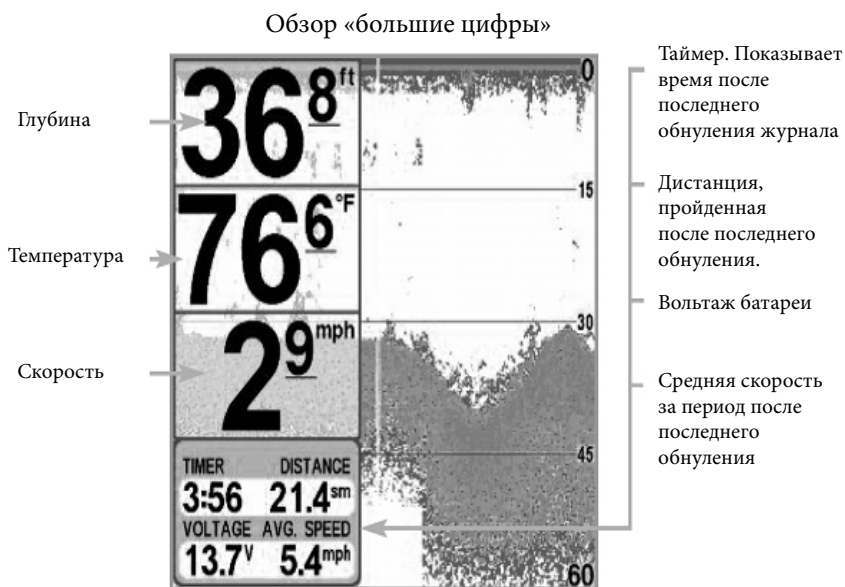 Обзор «большие цифры»
Глубина
Температура
Скорость
36 8 ft
76 6 °F
2 9 mph
TIMER DISTANCE
3:56 21.4 sm
VOLTAGE AVG. SPEED
13.7 V 5.4 mph
0
15
30
45
60
Таймер. Показывает
время после
последнего
обнуления журнала
Дистанция,
пройденная
после последнего
обнуления.
Вольтаж батареи
Средняя скорость
за период после
последнего
обнуления